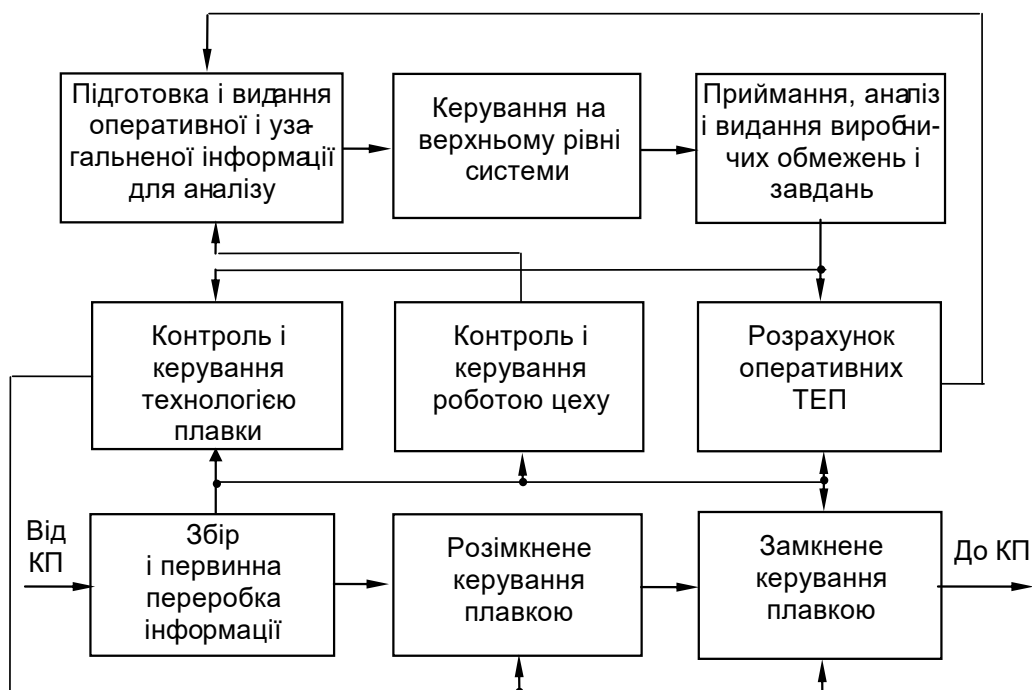 Підготовка і видання
оперативної і уза-
гальненої інформації
для аналізу
Керування на
верхньому рівні
системи
Приймання, аналіз
і видання виробни-
чих обмежень і
завдань
Контроль і
керування
технологією
плавки
Контроль і
керування
роботою цеху
Розрахунок
оперативних
ТЕП
Від
КП
Збір
і первинна
переробка
інформації
Розімкнене
керування
плавкою
Замкнене
керування
плавкою
До КП